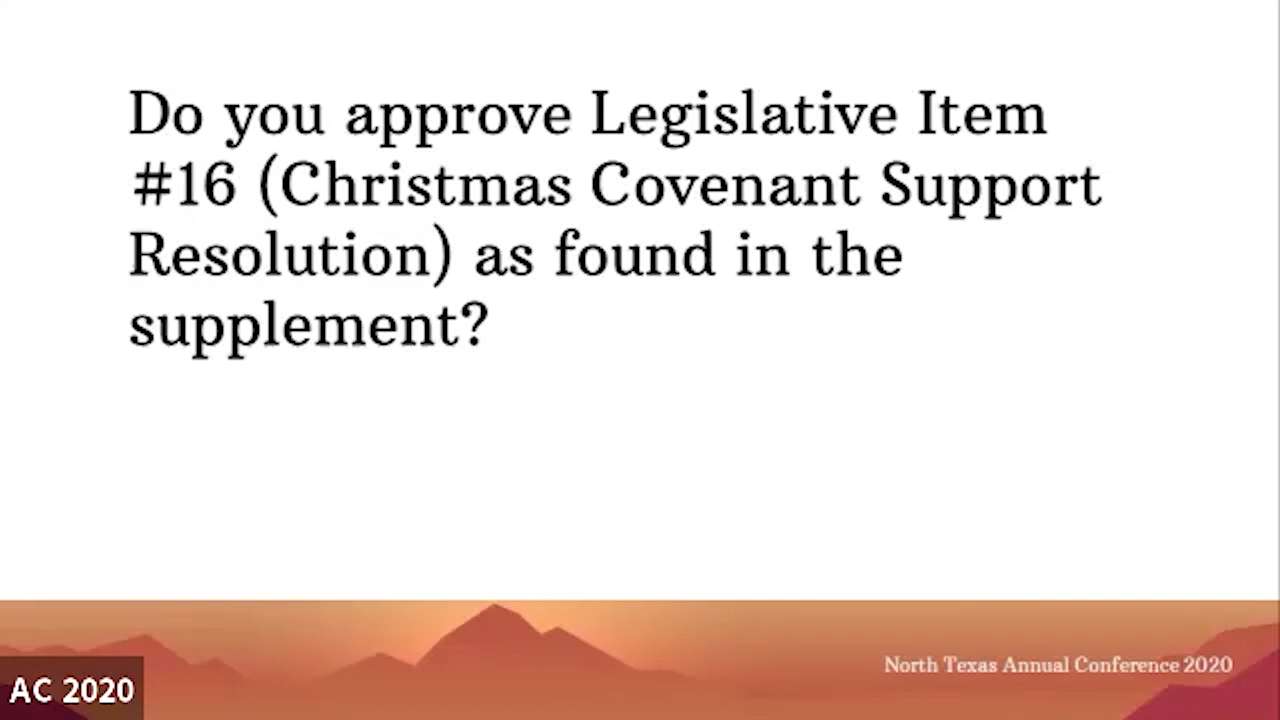 Do you approve Legislative Item
#16 (Christmas Covenant Support
Resolution) as found in the
supplement?
North Texas Annual Conference 2020
AC 2020